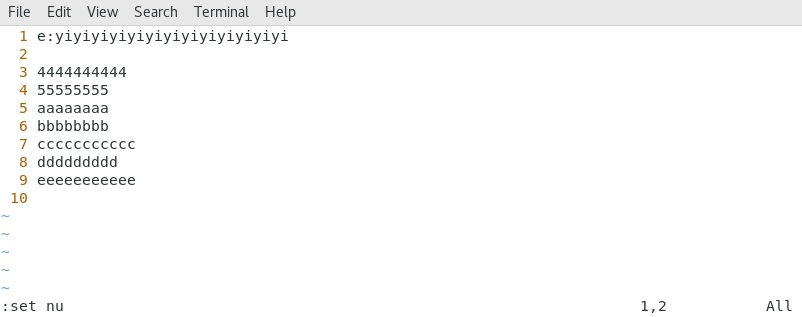 File Edit View Search Terminal Help
1 e:yiyiyiyiyiyiyiyiyiyiyiyiyi
2
3 4444444444
4 55555555
5 aaaaaaaa
6 bbbbbbbb
7 ccccccccccc
8 ddddddddd
9 eeeeeeeeeee
10
~
~
~
~
~
:set nu 1,2 All